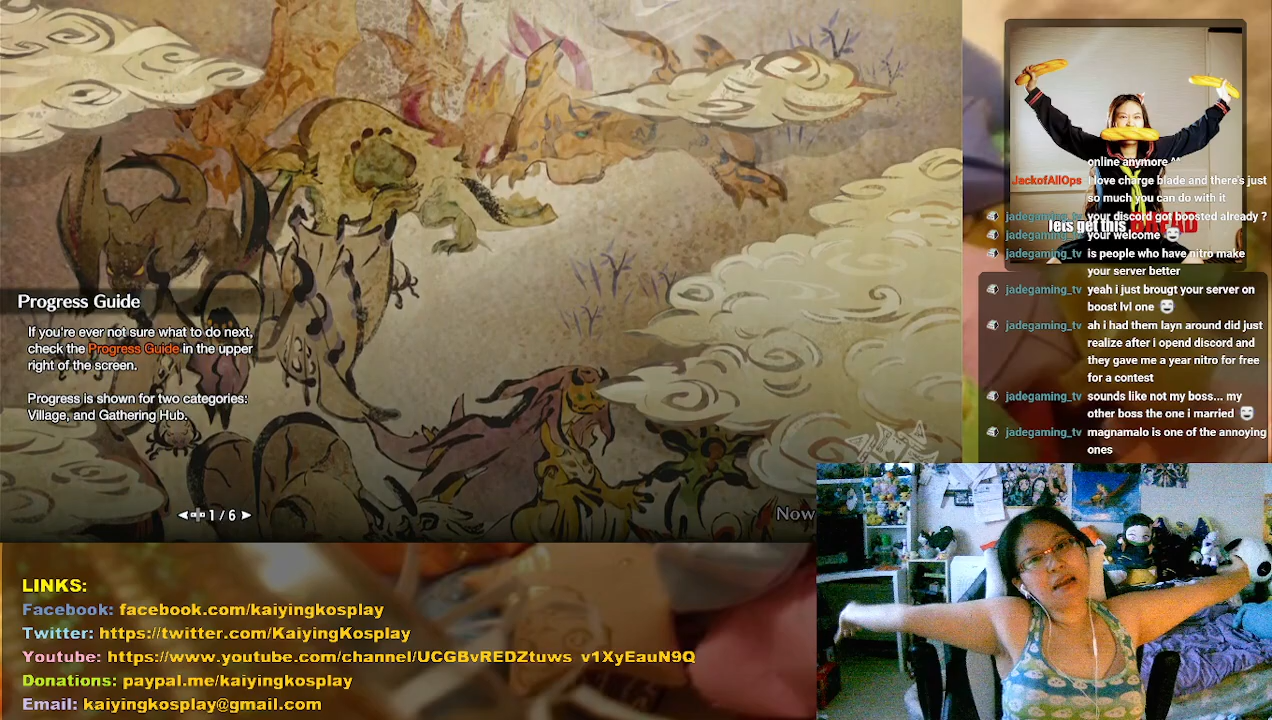 Progress Guide
If you're ever not sure what to do next,
check the Progress Guide in the upper
right of the screen.
Progress is shown for two categories:
Village, and Gathering Hub.
1 / 6
Now
LINKS:
Facebook: facebook.com/kaiyingkosplay
Twitter: https://twitter.com/KaiyingKosplay
Youtube: https://www.youtube.com/channel/UCGBvREDZtuws_v1XyEauN9Q
Donations: paypal.me/kaiyingkosplay
Email: kaiyingkosplay@gmail.com
online anymore ^^
JackofAllOps I love charge blade and there's just
so much you can do with it
jadegaming_tv your discord got boosted already ?
lets get this BREAD
jadegaming_tv your welcome
jadegaming_tv is people who have nitro make
your server better
jadegaming_tv yeah i just brougt your server on
boost lvl one
jadegaming_tv ah i had them layn around did just
realize after i opend discord and
they gave me a year nitro for free
for a contest
jadegaming_tv sounds like not my boss... my
other boss the one i married
jadegaming_tv magnamalo is one of the annoying
ones